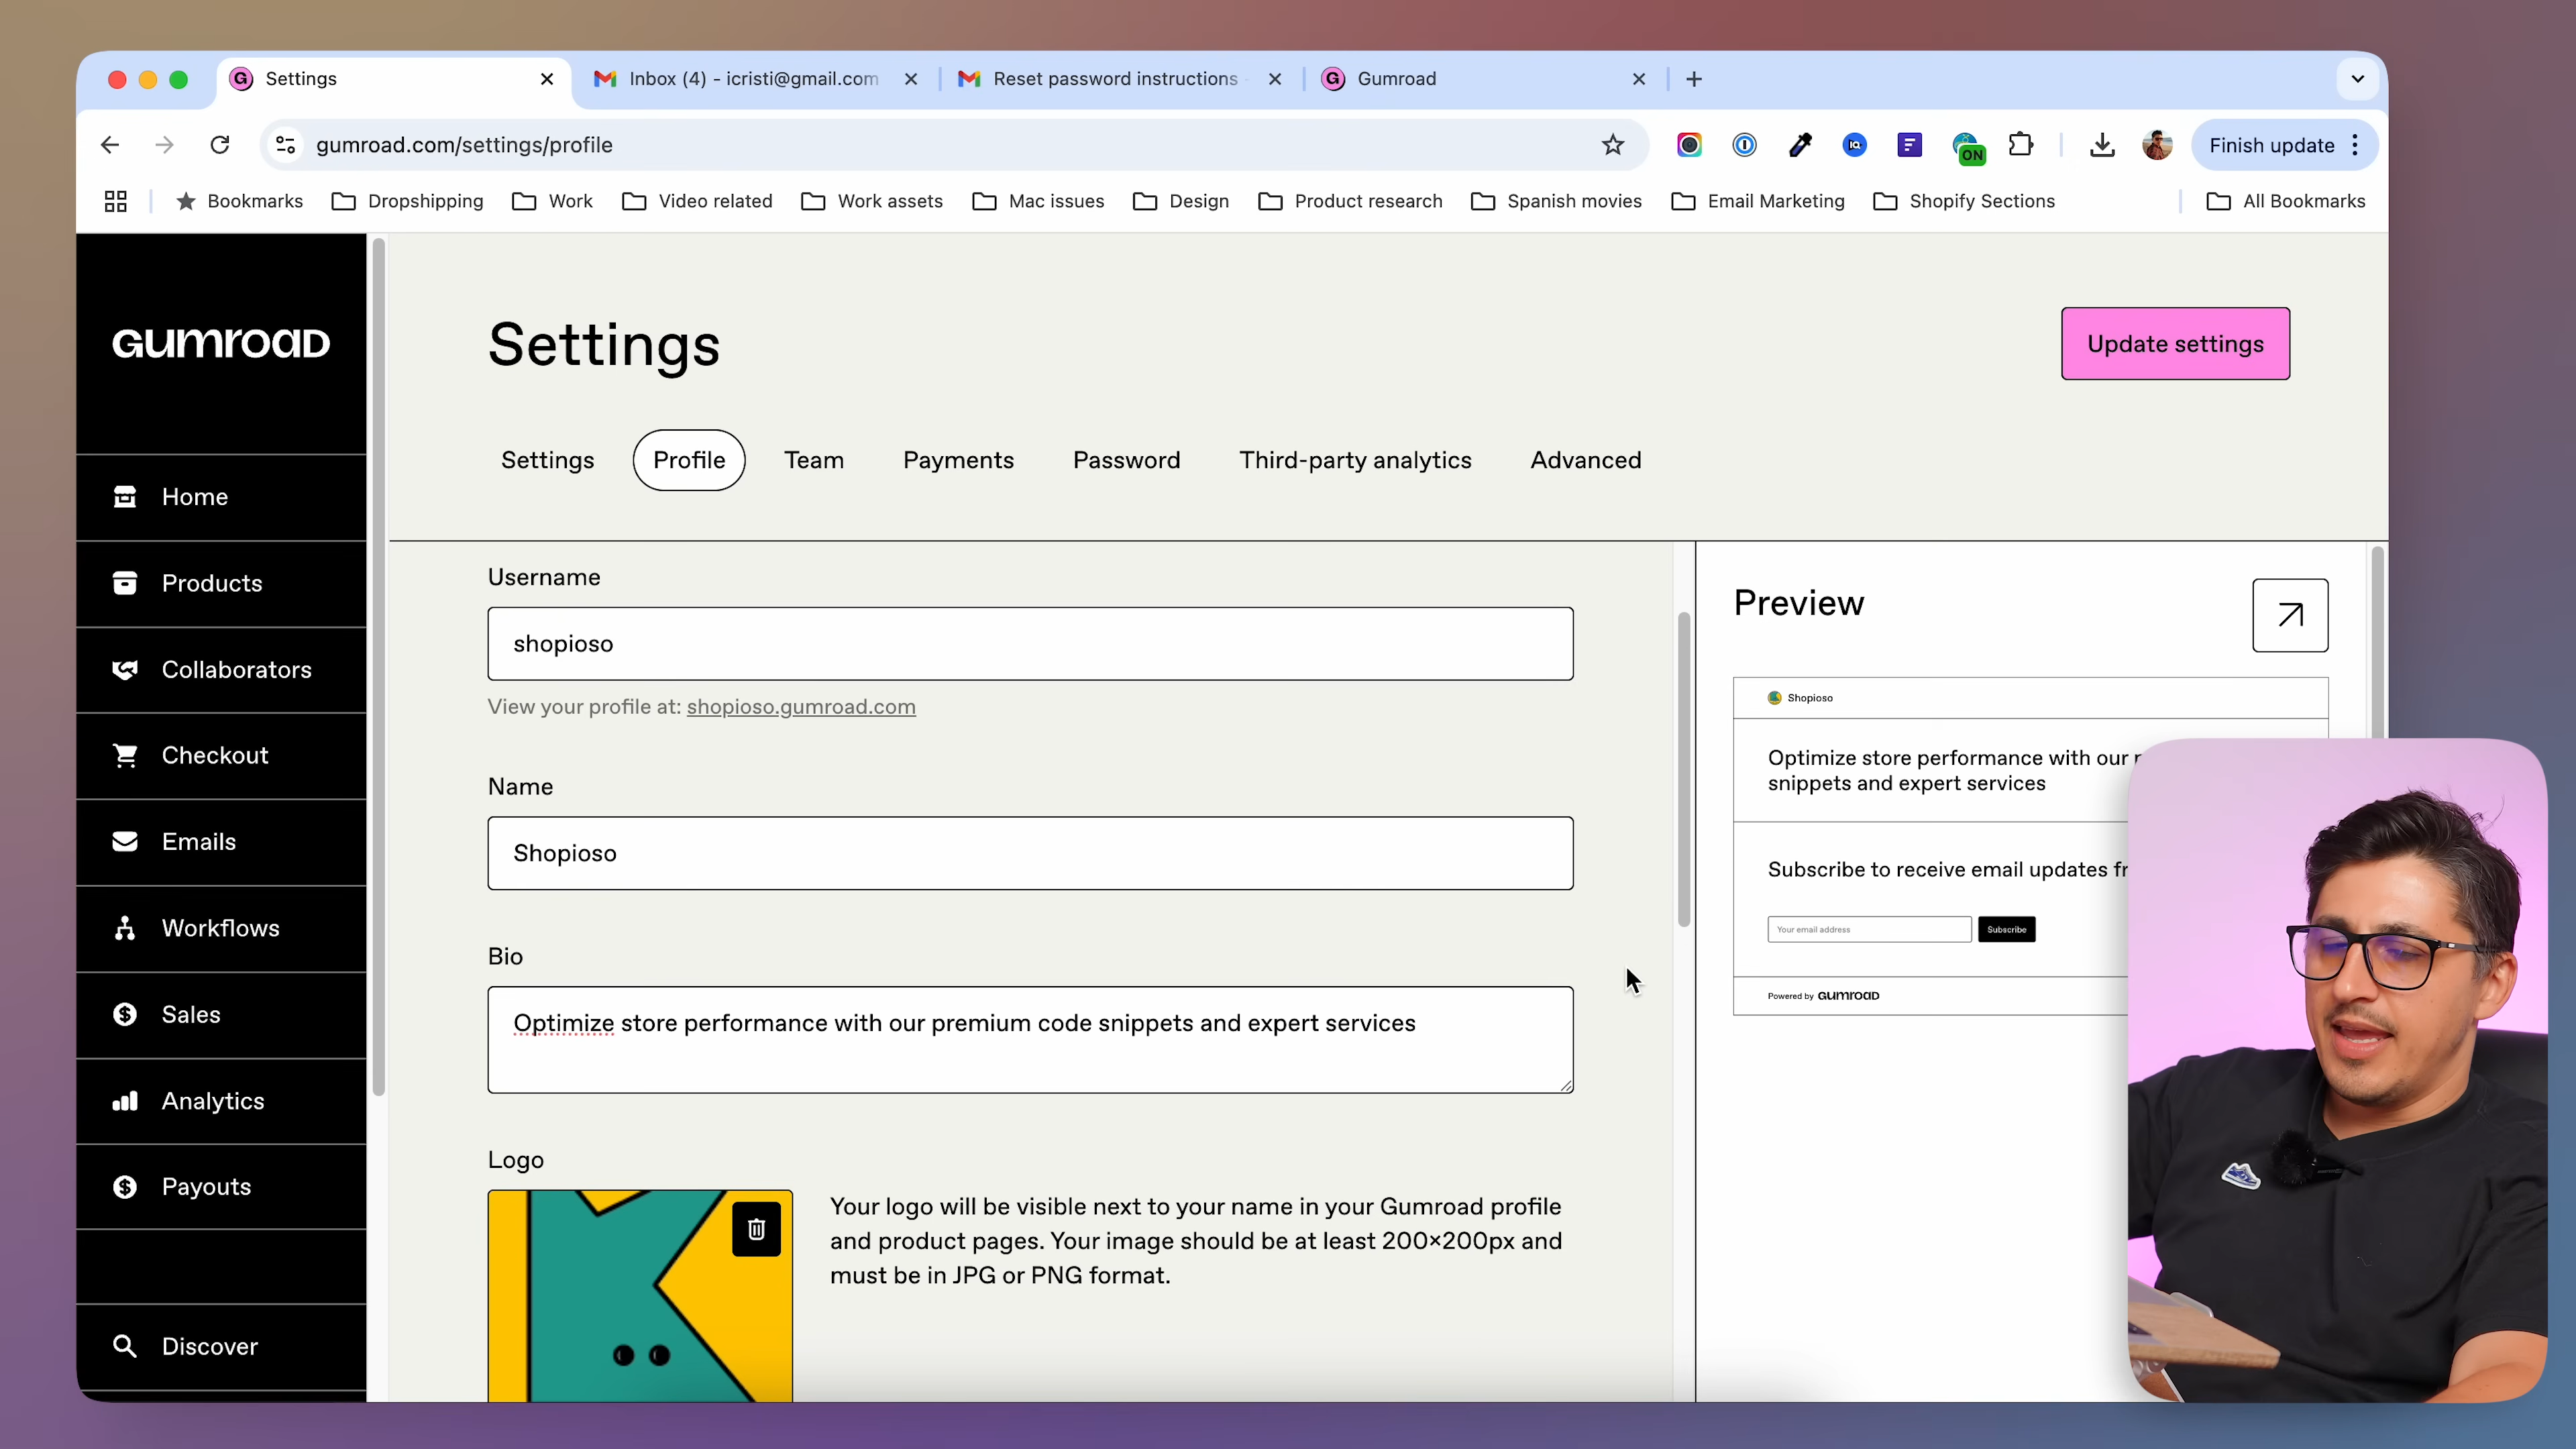 Settings
Inbox (4) - icristi@gmail.com
Reset password instructions
Gumroad
gumroad.com/settings/profile
ON
Finish update
Bookmarks
Dropshipping
Work
Video related
Work assets
Mac issues
Design
Product research
Spanish movies
Email Marketing
Shopify Sections
All Bookmarks
GUMROAD
Home
Products
Collaborators
Checkout
Emails
Workflows
Sales
Analytics
Payouts
Discover
Settings
Update settings
Settings
Profile
Team
Payments
Password
Third-party analytics
Advanced
Username
shopioso
View your profile at: shopioso.gumroad.com
Name
Shopioso
Bio
Optimize store performance with our premium code snippets and expert services
Logo
Your logo will be visible next to your name in your Gumroad profile
and product pages. Your image should be at least 200×200px and
must be in JPG or PNG format.
Preview
Shopioso
Optimize store performance with our
snippets and expert services
Subscribe to receive email updates
Your email address
Subscribe
Powered by GUMROAD